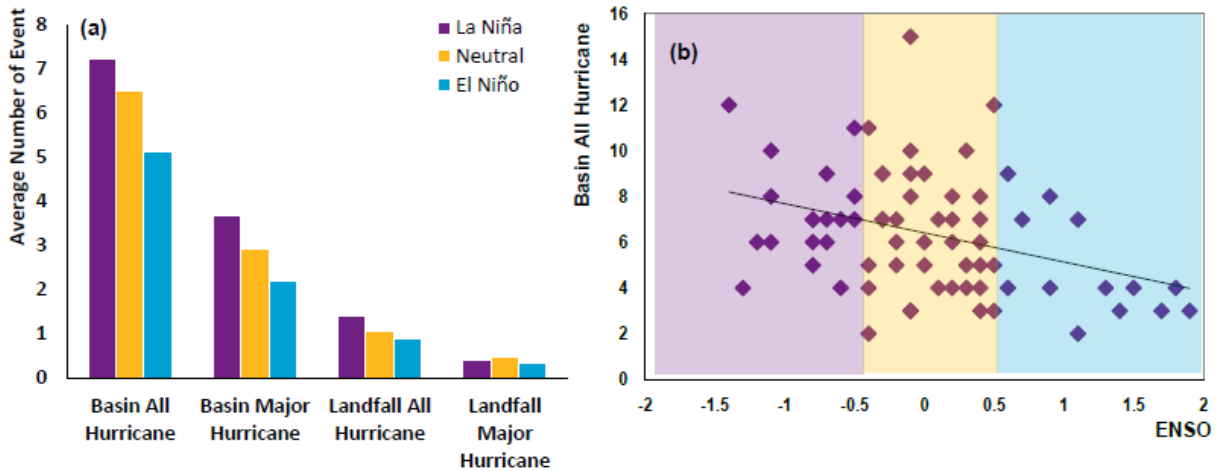 (a)
La Niña
Neutral
El Niño
Average Number of Event
8
7
6
5
4
3
2
1
0
Basin All
Hurricane
Basin Major
Hurricane
Landfall All
Hurricane
Landfall
Major
Hurricane
(b)
Basin All Hurricane
16
14
12
10
8
6
4
2
0
-2
-1.5
-1
-0.5
0
0.5
1
1.5
2
ENSO